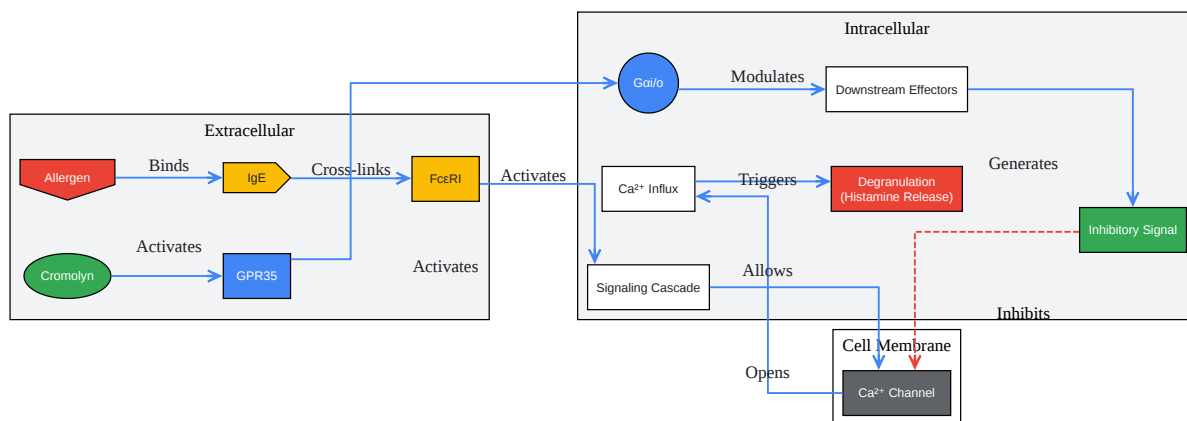 Intracellular
Gαi/o
Modulates
Downstream Effectors
Extracellular
Allergen
Binds
IgE
Cross-links
FcεRI
Activates
Ca²⁺ Influx
Triggers
Degranulation
(Histamine Release)
Generates
Inhibitory Signal
Cromolyn
Activates
GPR35
Activates
Signaling Cascade
Allows
Inhibits
Cell Membrane
Opens
Ca²⁺ Channel